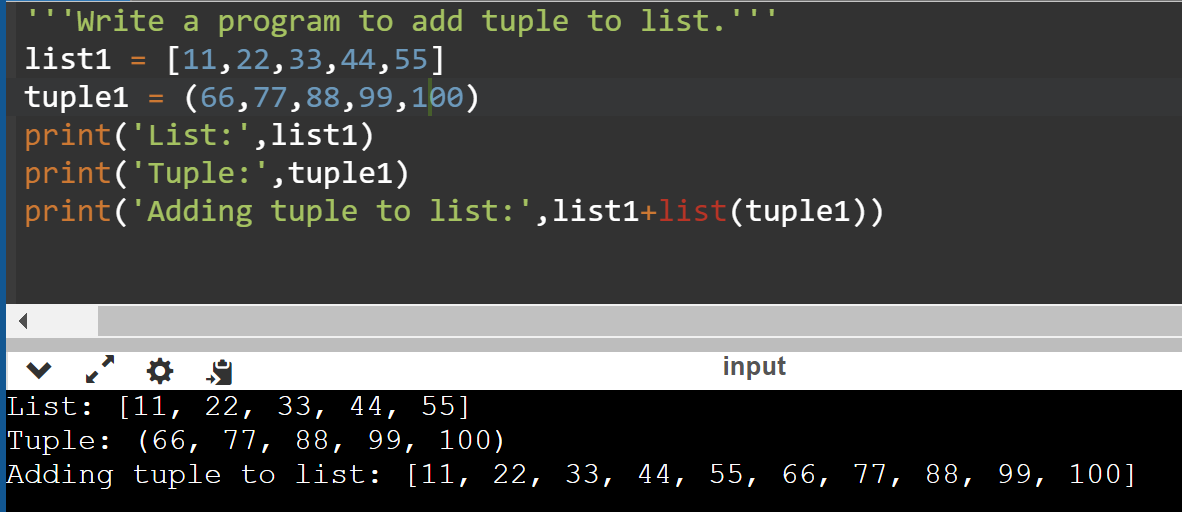 '''Write a program to add tuple to list.'''
list1 = [11,22,33,44,55]
tuple1 = (66,77,88,99,100)
print('List:',list1)
print('Tuple:',tuple1)
print('Adding tuple to list:',list1+list(tuple1))
input
List: [11, 22, 33, 44, 55]
Tuple: (66, 77, 88, 99, 100)
Adding tuple to list: [11, 22, 33, 44, 55, 66, 77, 88, 99, 100]